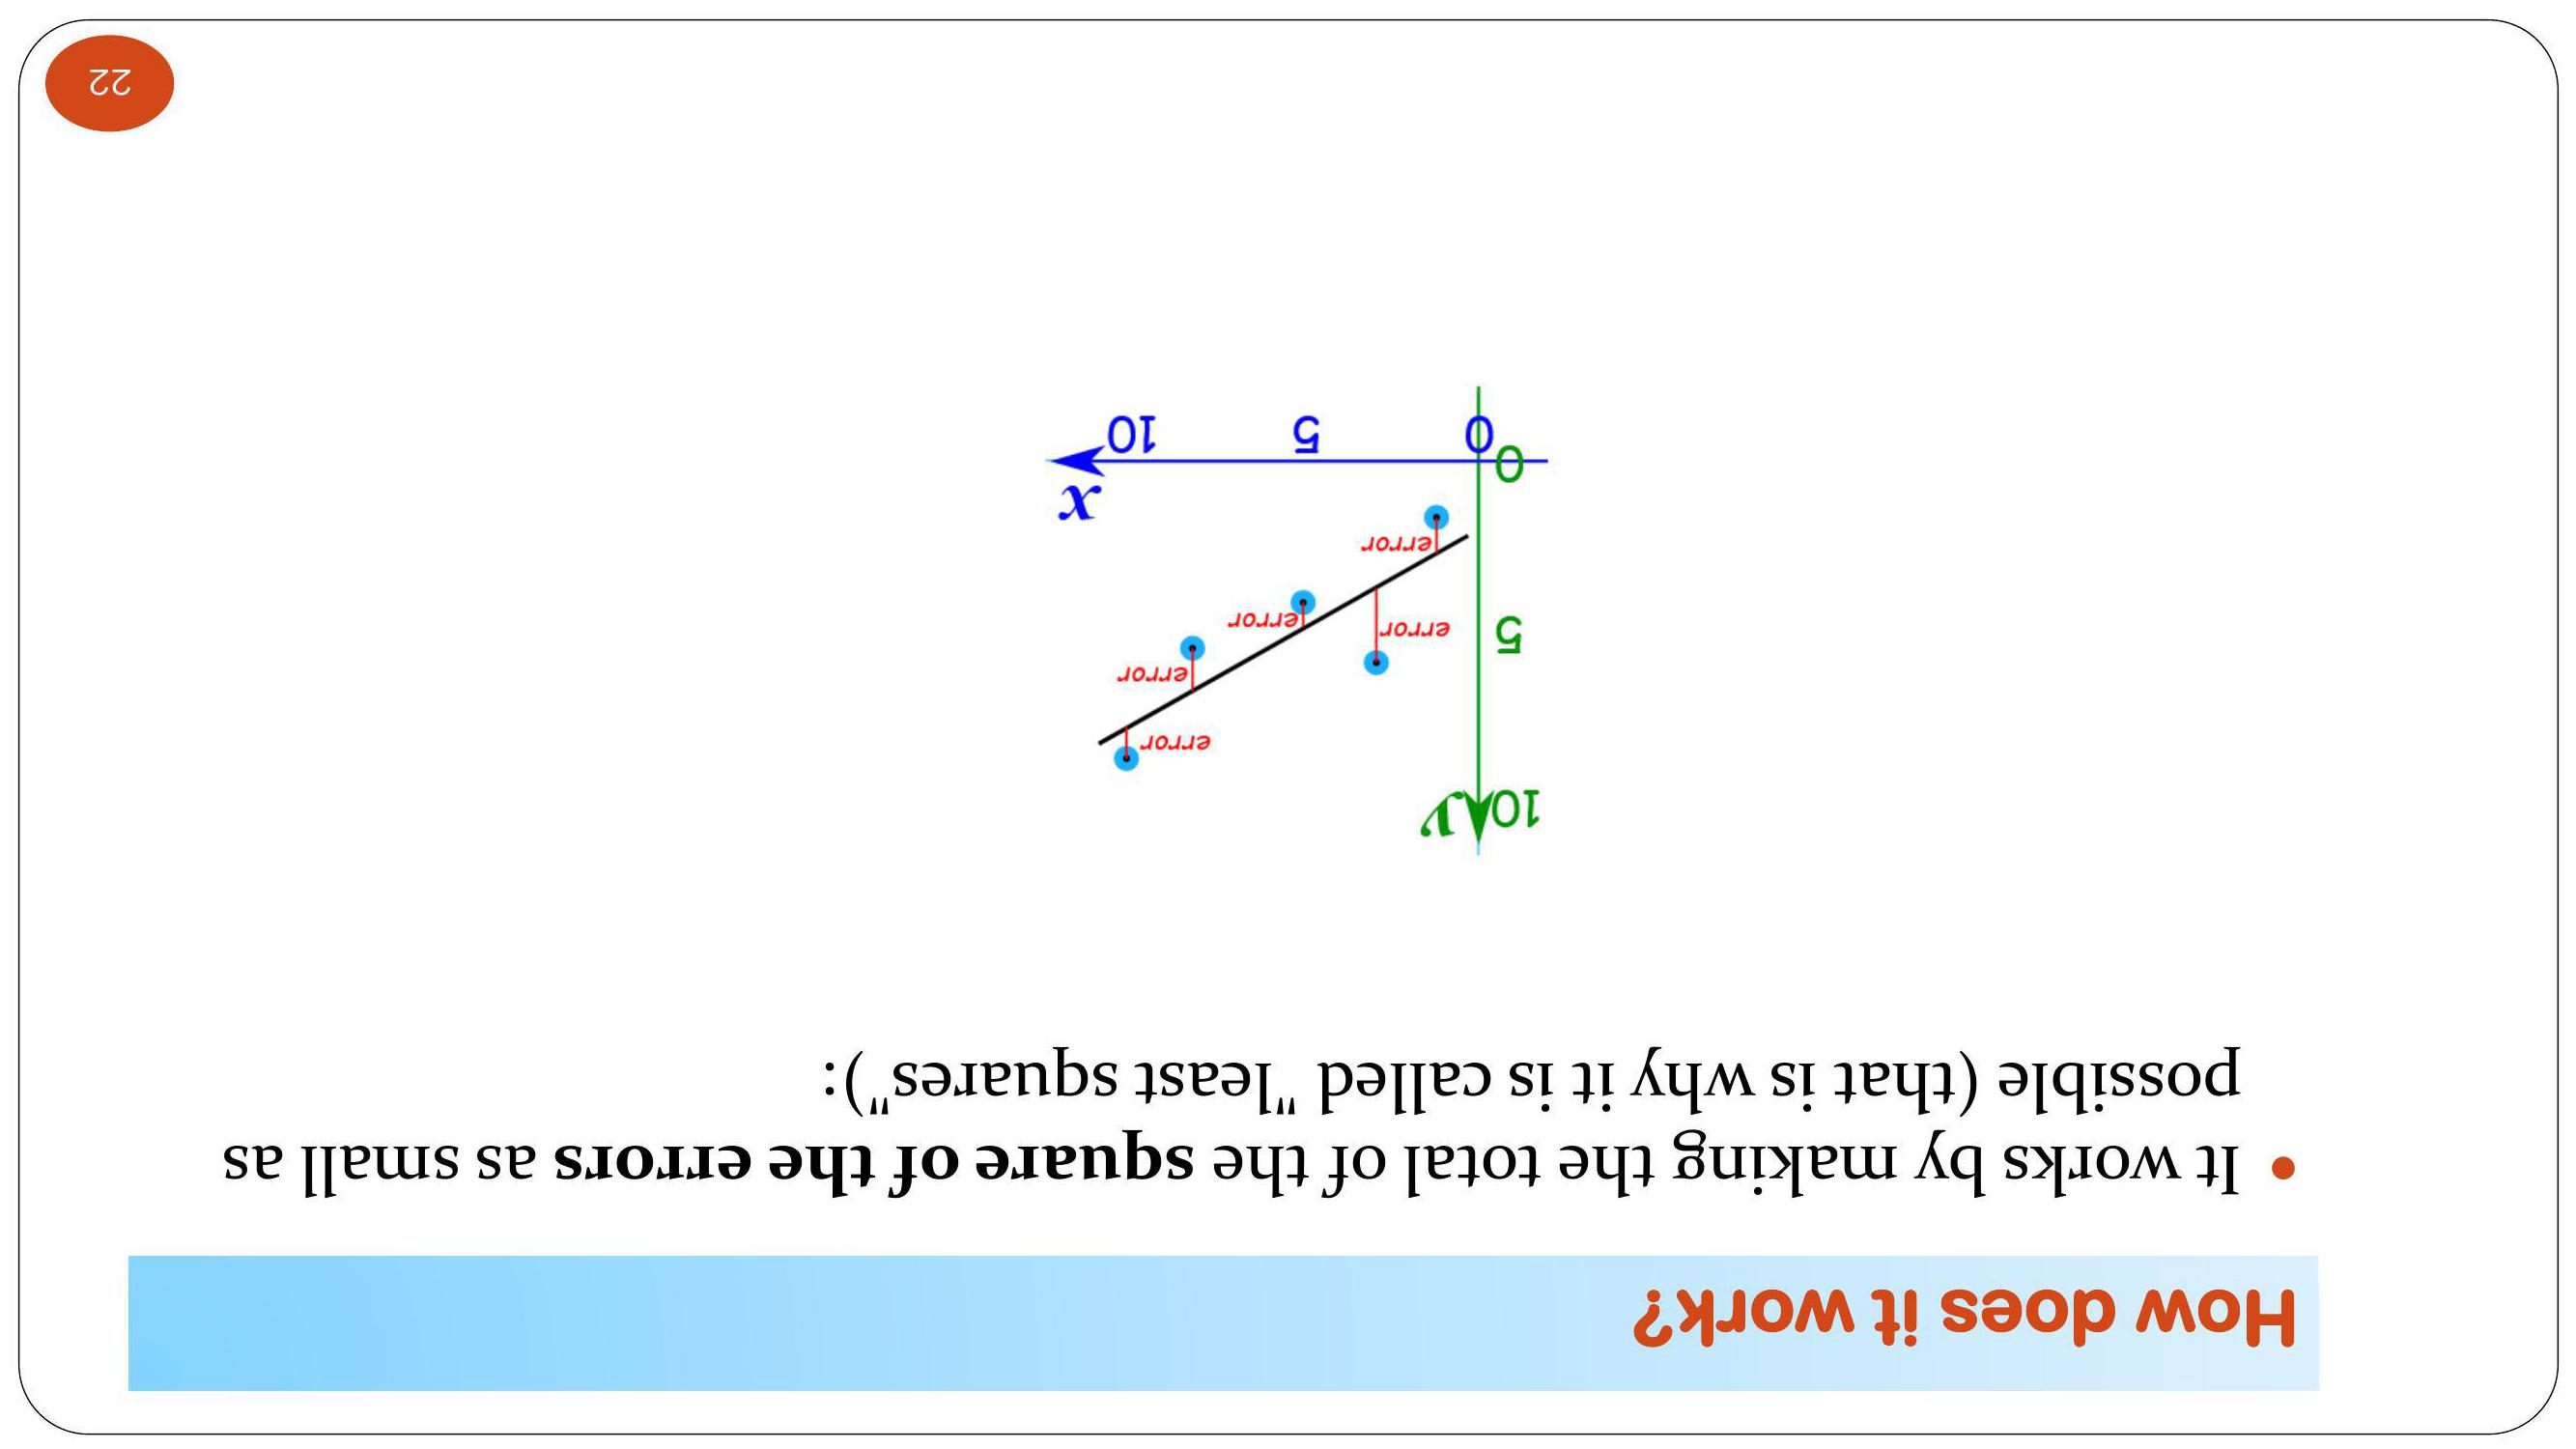 How does it work?
• It works by making the total of the square of the errors as small as
possible (that is why it is called "least squares"):
10 y
error
error
5
error
error
error
x
0
0 5 10
22